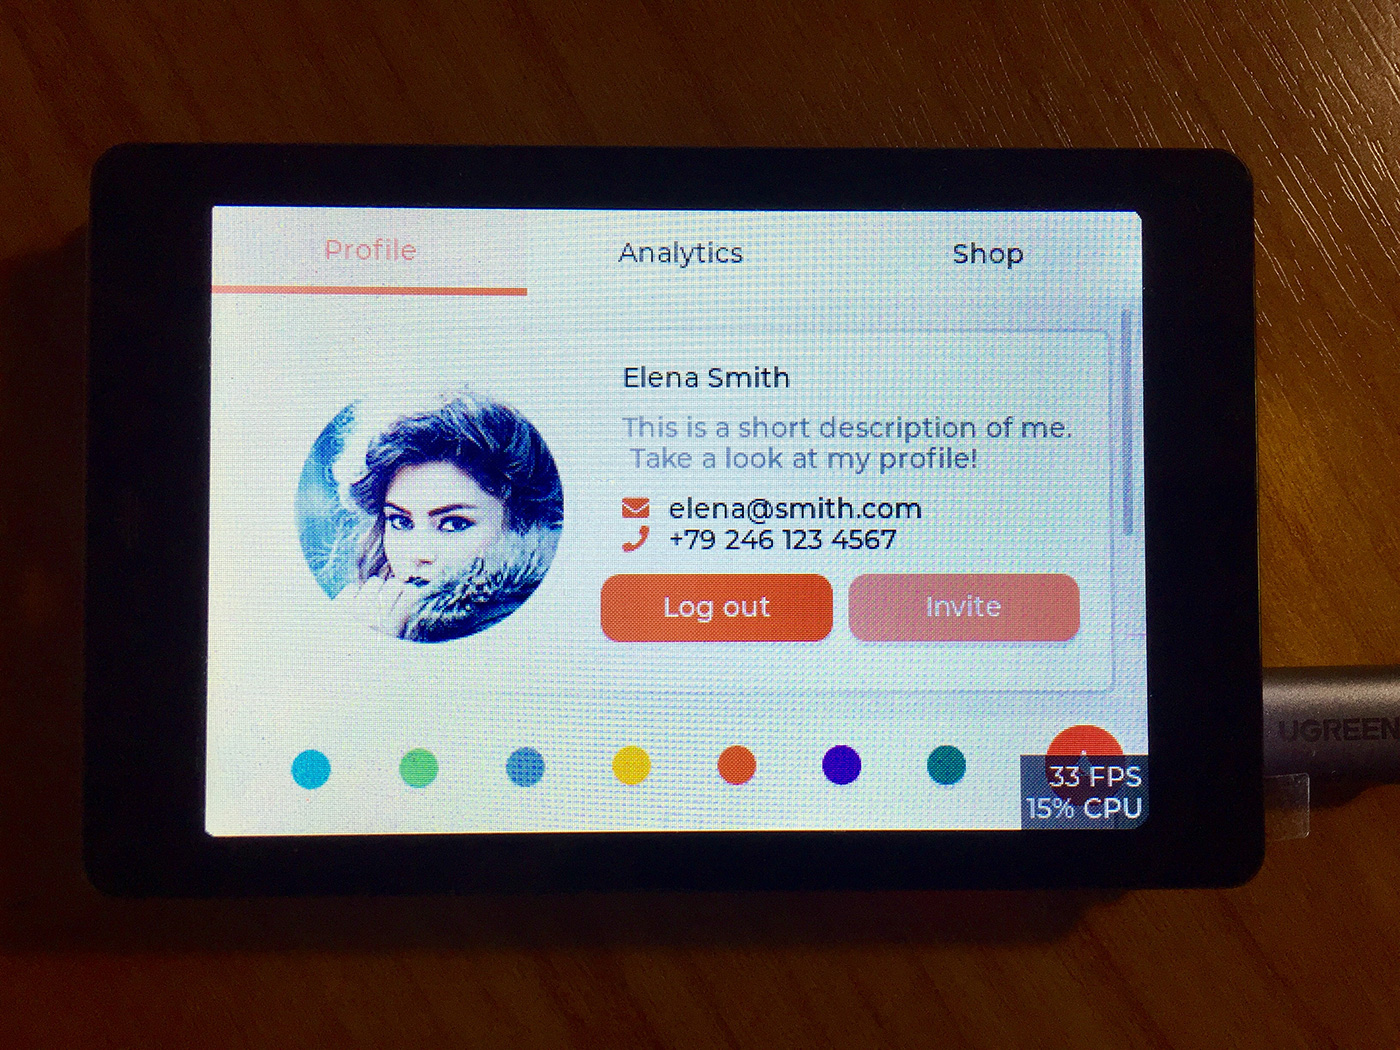 Profile
Analytics
Shop
Elena Smith
This is a short description of me.
Take a look at my profile!
elena@smith.com
+79 246 123 4567
Log out
Invite
33 FPS
15% CPU
UGREEN